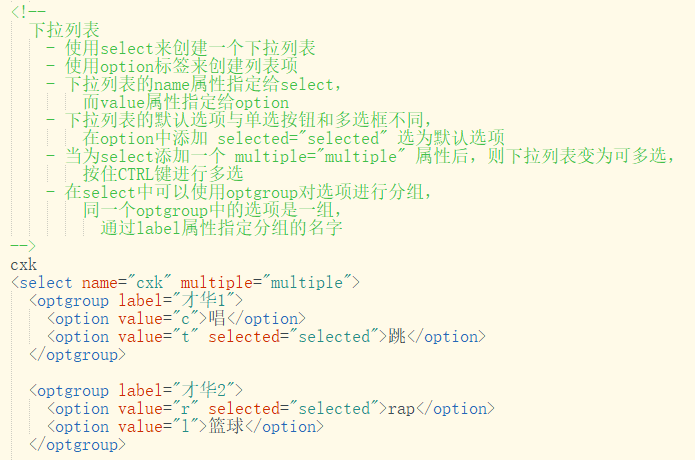 <!--
下拉列表
- 使用select来创建一个下拉列表
- 使用option标签来创建列表项
- 下拉列表的name属性指定给select，
而value属性指定给option
- 下拉列表的默认选项与单选按钮和多选框不同，
在option中添加 selected="selected" 选为默认选项
- 当为select添加一个 multiple="multiple" 属性后，则下拉列表变为可多选，
按住CTRL键进行多选
- 在select中可以使用optgroup对选项进行分组，
同一个optgroup中的选项是一组，
通过label属性指定分组的名字
-->
cxk
<select name="cxk" multiple="multiple">
<optgroup label="才华1">
<option value="c">唱</option>
<option value="t" selected="selected">跳</option>
</optgroup>
<optgroup label="才华2">
<option value="r" selected="selected">rap</option>
<option value="l">篮球</option>
</optgroup>